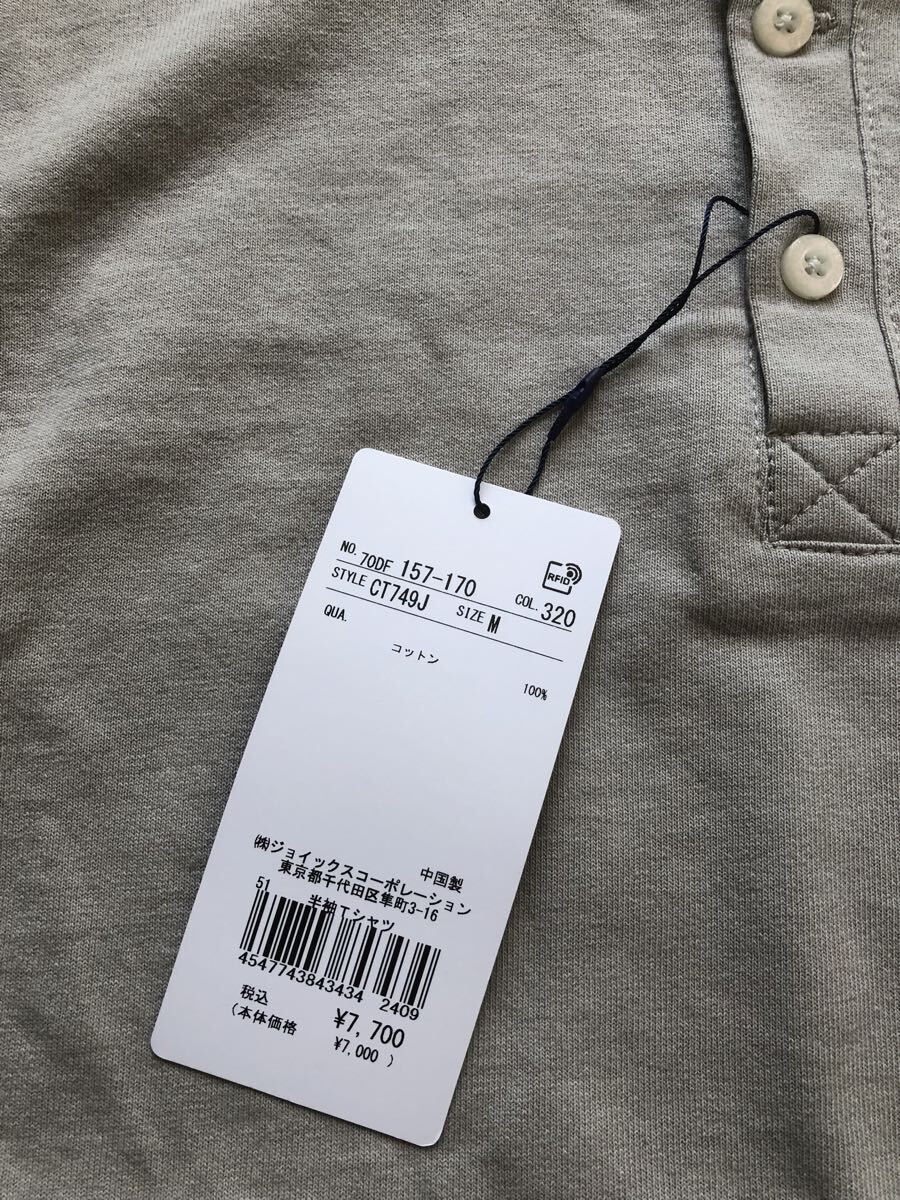 NO. 70DF 157-170 COL. 320
RFID
STYLE CT749J SIZE M
QUA.
コットン
100%
中国製
㈱ジョイックスコーポレーション
東京都千代田区隼町3-16
51 半袖Tシャツ
4547743843434 2409
税込 ¥7,700
(本体価格 ¥7,000 )